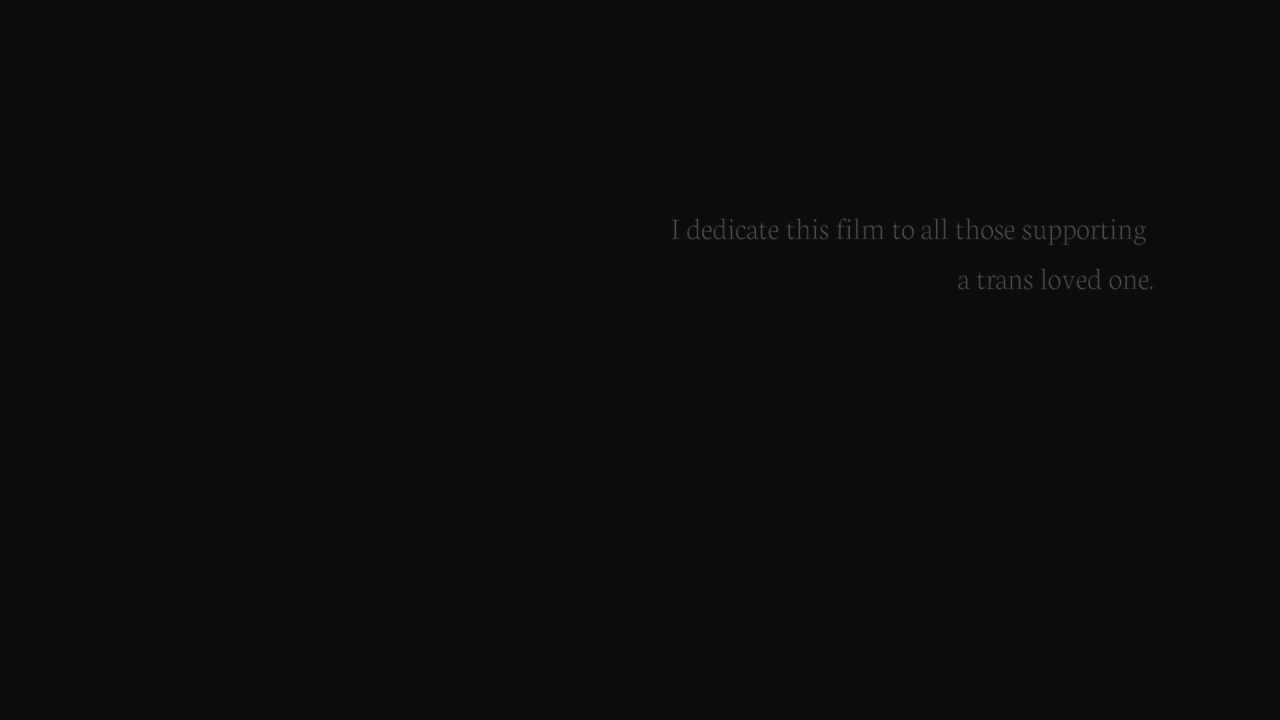 I dedicate this film to all those supporting
a trans loved one.